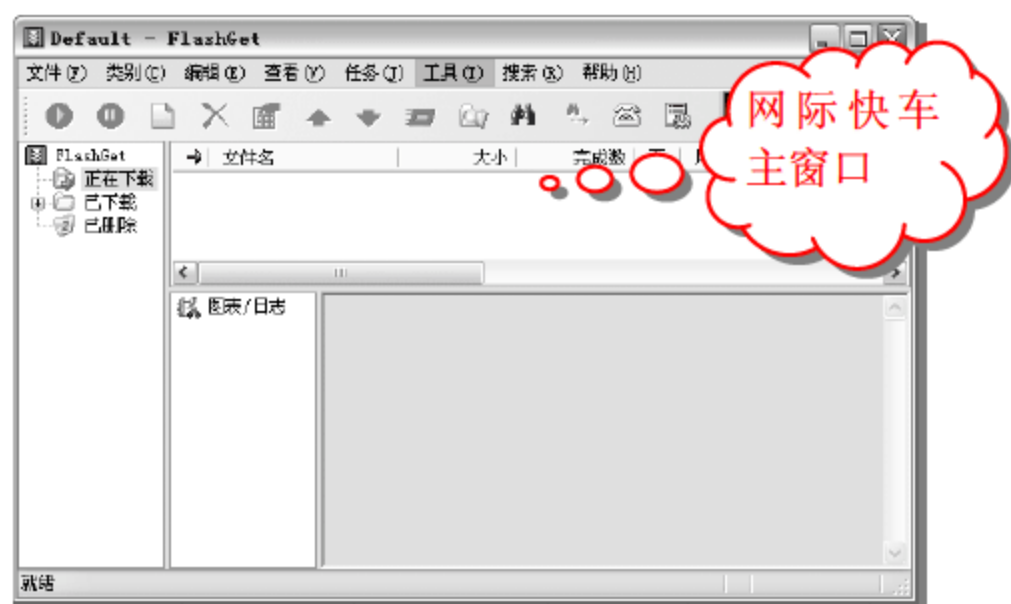 Default - FlashGet
文件(F) 类别(C) 编辑(E) 查看(V) 任务(J) 工具(T) 搜索(R) 帮助(H)
网际快车
主窗口
FlashGet
正在下载
已下载
已删除
文件名 大小 完成数
图表/日志
就绪